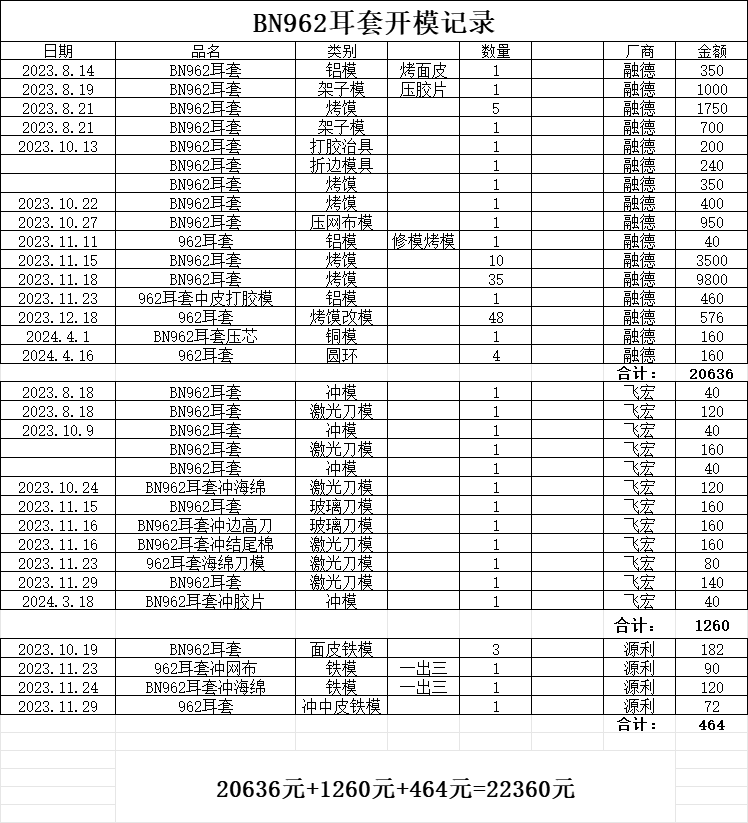 BN962耳套开模记录
日期 品名 类别 数量 厂商 金额
2023.8.14 BN962耳套 铝模 烤面皮 1 融德 350
2023.8.19 BN962耳套 架子模 压胶片 1 融德 1000
2023.8.21 BN962耳套 烤馍 5 融德 1750
2023.8.21 BN962耳套 架子模 1 融德 700
2023.10.13 BN962耳套 打胶治具 1 融德 200
BN962耳套 折边模具 1 融德 240
BN962耳套 烤馍 1 融德 350
2023.10.22 BN962耳套 烤馍 1 融德 400
2023.10.27 BN962耳套 压网布模 1 融德 950
2023.11.11 962耳套 铝模 修模烤模 1 融德 40
2023.11.15 BN962耳套 烤馍 10 融德 3500
2023.11.18 BN962耳套 烤馍 35 融德 9800
2023.11.23 962耳套中皮打胶模 铝模 1 融德 460
2023.12.18 962耳套 烤馍改模 48 融德 576
2024.4.1 BN962耳套压芯 铜模 1 融德 160
2024.4.16 962耳套 圆环 4 融德 160
合计： 20636
2023.8.18 BN962耳套 冲模 1 飞宏 40
2023.8.18 BN962耳套 激光刀模 1 飞宏 120
2023.10.9 BN962耳套 冲模 1 飞宏 40
BN962耳套 激光刀模 1 飞宏 160
BN962耳套 冲模 1 飞宏 40
2023.10.24 BN962耳套冲海绵 激光刀模 1 飞宏 120
2023.11.15 BN962耳套 玻璃刀模 1 飞宏 160
2023.11.16 BN962耳套冲边高刀 玻璃刀模 1 飞宏 160
2023.11.16 BN962耳套冲结尾棉 激光刀模 1 飞宏 160
2023.11.23 962耳套海绵刀模 激光刀模 1 飞宏 80
2023.11.29 BN962耳套 激光刀模 1 飞宏 140
2024.3.18 BN962耳套冲胶片 冲模 1 飞宏 40
合计： 1260
2023.10.19 BN962耳套 面皮铁模 3 源利 182
2023.11.23 962耳套冲网布 铁模 一出三 1 源利 90
2023.11.24 BN962耳套冲海绵 铁模 一出三 1 源利 120
2023.11.29 962耳套 冲中皮铁模 1 源利 72
合计： 464
20636元+1260元+464元=22360元